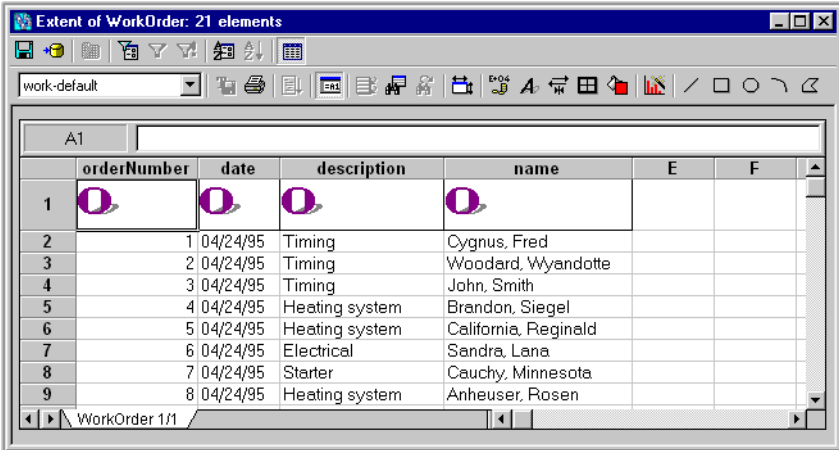 Extent of WorkOrder: 21 elements
work-default
A1
orderNumber date description name E F
1
2 1 04/24/95 Timing Cygnus, Fred
3 2 04/24/95 Timing Woodard, Wyandotte
4 3 04/24/95 Timing John, Smith
5 4 04/24/95 Heating system Brandon, Siegel
6 5 04/24/95 Heating system California, Reginald
7 6 04/24/95 Electrical Sandra, Lana
8 7 04/24/95 Starter Cauchy, Minnesota
9 8 04/24/95 Heating system Anheuser, Rosen
WorkOrder 1/1